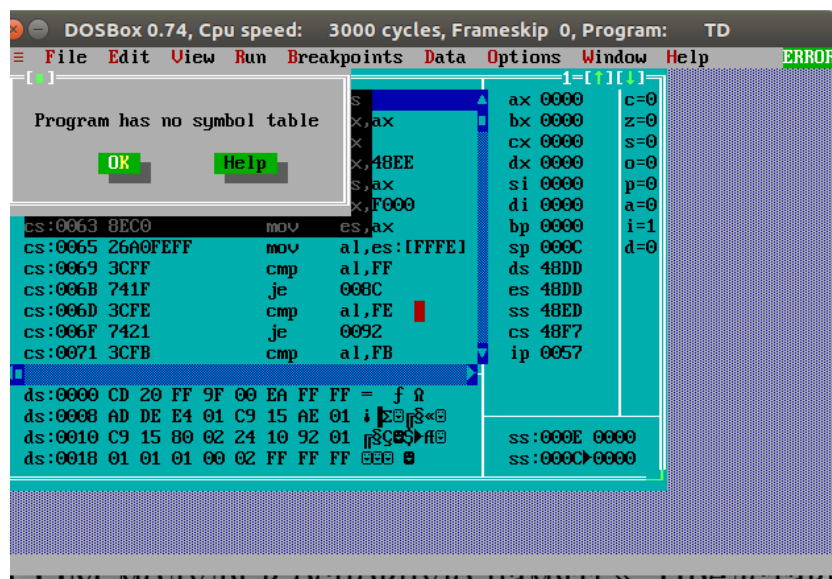 DOSBox 0.74, Cpu speed: 3000 cycles, Frameskip 0, Program: TD
≡ File Edit View Run Breakpoints Data Options Window Help ERROR
[■] 1=[↑][↓]
Program has no symbol table
OK Help
s
x,ax
x
x,48EE
s,ax
x,F000
cs:0063 8EC0 mov es,ax
cs:0065 26A0FEFF mov al,es:[FFFE]
cs:0069 3CFF cmp al,FF
cs:006B 741F je 008C
cs:006D 3CFE cmp al,FE
cs:006F 7421 je 0092
cs:0071 3CFB cmp al,FB
ax 0000 c=0
bx 0000 z=0
cx 0000 s=0
dx 0000 o=0
si 0000 p=0
di 0000 a=0
bp 0000 i=1
sp 000C d=0
ds 48DD
es 48DD
ss 48ED
cs 48F7
ip 0057
ds:0000 CD 20 FF 9F 00 EA FF FF = ƒ Ω
ds:0008 AD DE E4 01 C9 15 AE 01 ¡▐Σ☺╔§«☺
ds:0010 C9 15 80 02 24 10 92 01 ╔§Ç☻$►Æ☺
ds:0018 01 01 01 00 02 FF FF FF ☺☺☺ ☻
ss:000E 0000
ss:000C►0000